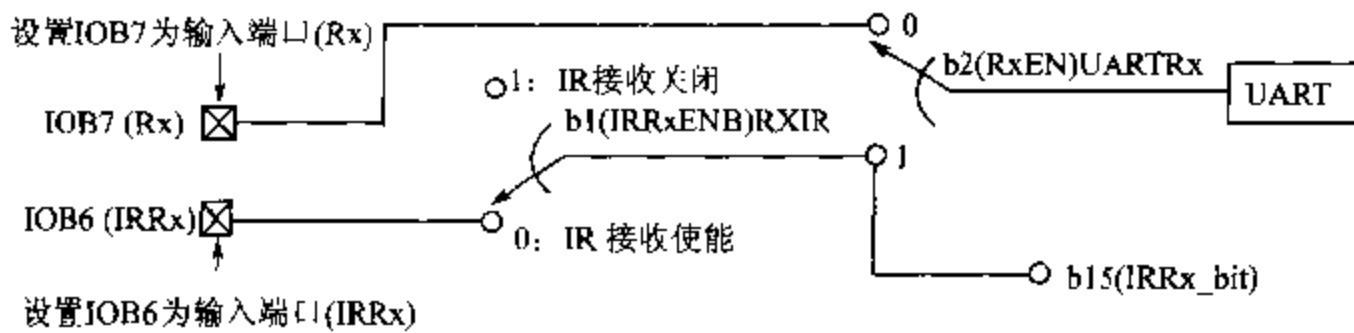 设置IOB7为输入端口(Rx)
0
b2(RxEN)UARTRx
UART
1：IR接收关闭
IOB7 (Rx)
b1(IRRxENB)RXIR
1
IOB6 (IRRx)
0：IR 接收使能
b15(IRRx_bit)
设置IOB6为输入端口(IRRx)